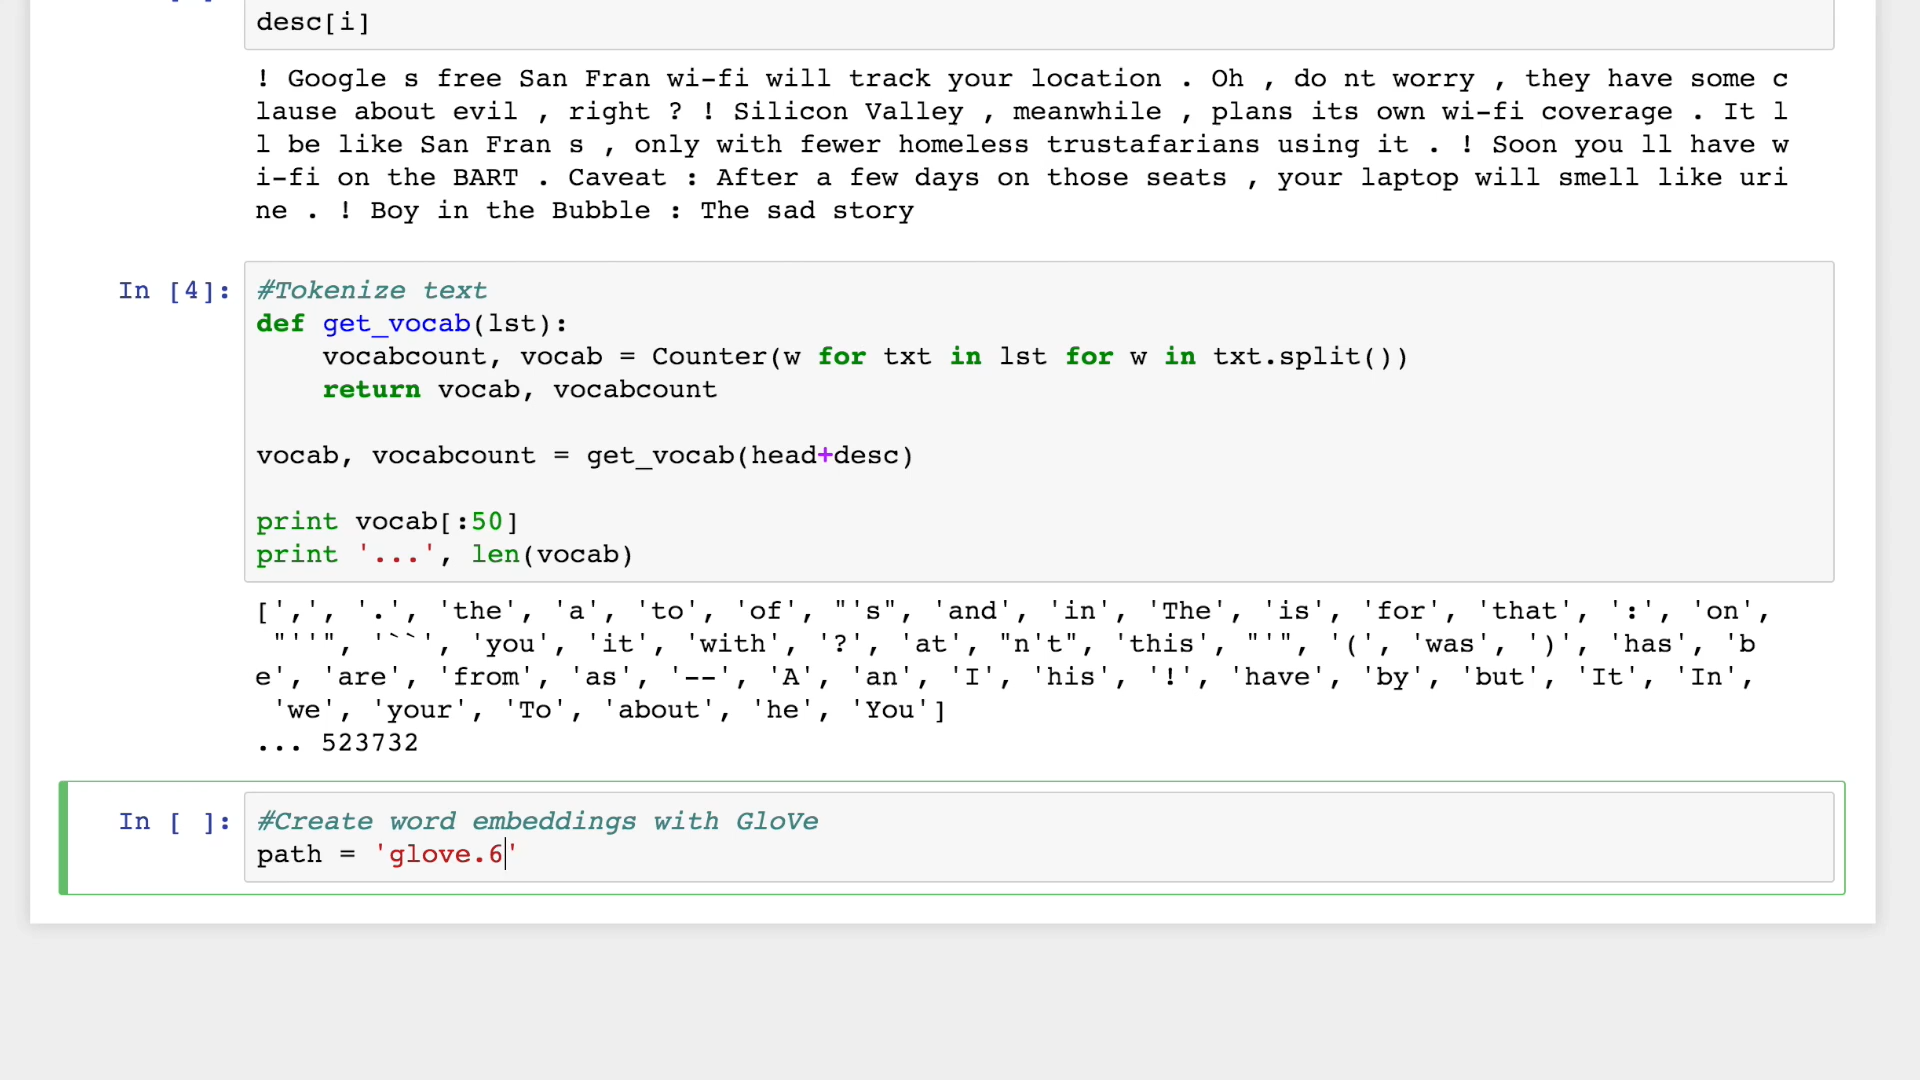 desc[i]
! Google s free San Fran wi-fi will track your location . Oh , do nt worry , they have some c
lause about evil , right ? ! Silicon Valley , meanwhile , plans its own wi-fi coverage . It l
l be like San Fran s , only with fewer homeless trustafarians using it . ! Soon you ll have w
i-fi on the BART . Caveat : After a few days on those seats , your laptop will smell like uri
ne . ! Boy in the Bubble : The sad story
In [4]:
#Tokenize text
def get_vocab(lst):
    vocabcount, vocab = Counter(w for txt in lst for w in txt.split())
    return vocab, vocabcount
vocab, vocabcount = get_vocab(head+desc)
print vocab[:50]
print '...', len(vocab)
[',', '.', 'the', 'a', 'to', 'of', "'s", 'and', 'in', 'The', 'is', 'for', 'that', ':', 'on',
 "''", '``', 'you', 'it', 'with', '?', 'at', "n't", 'this', "'", '(', 'was', ')', 'has', 'b
e', 'are', 'from', 'as', '--', 'A', 'an', 'I', 'his', '!', 'have', 'by', 'but', 'It', 'In',
 'we', 'your', 'To', 'about', 'he', 'You']
... 523732
In [ ]:
#Create word embeddings with GloVe
path = 'glove.6'